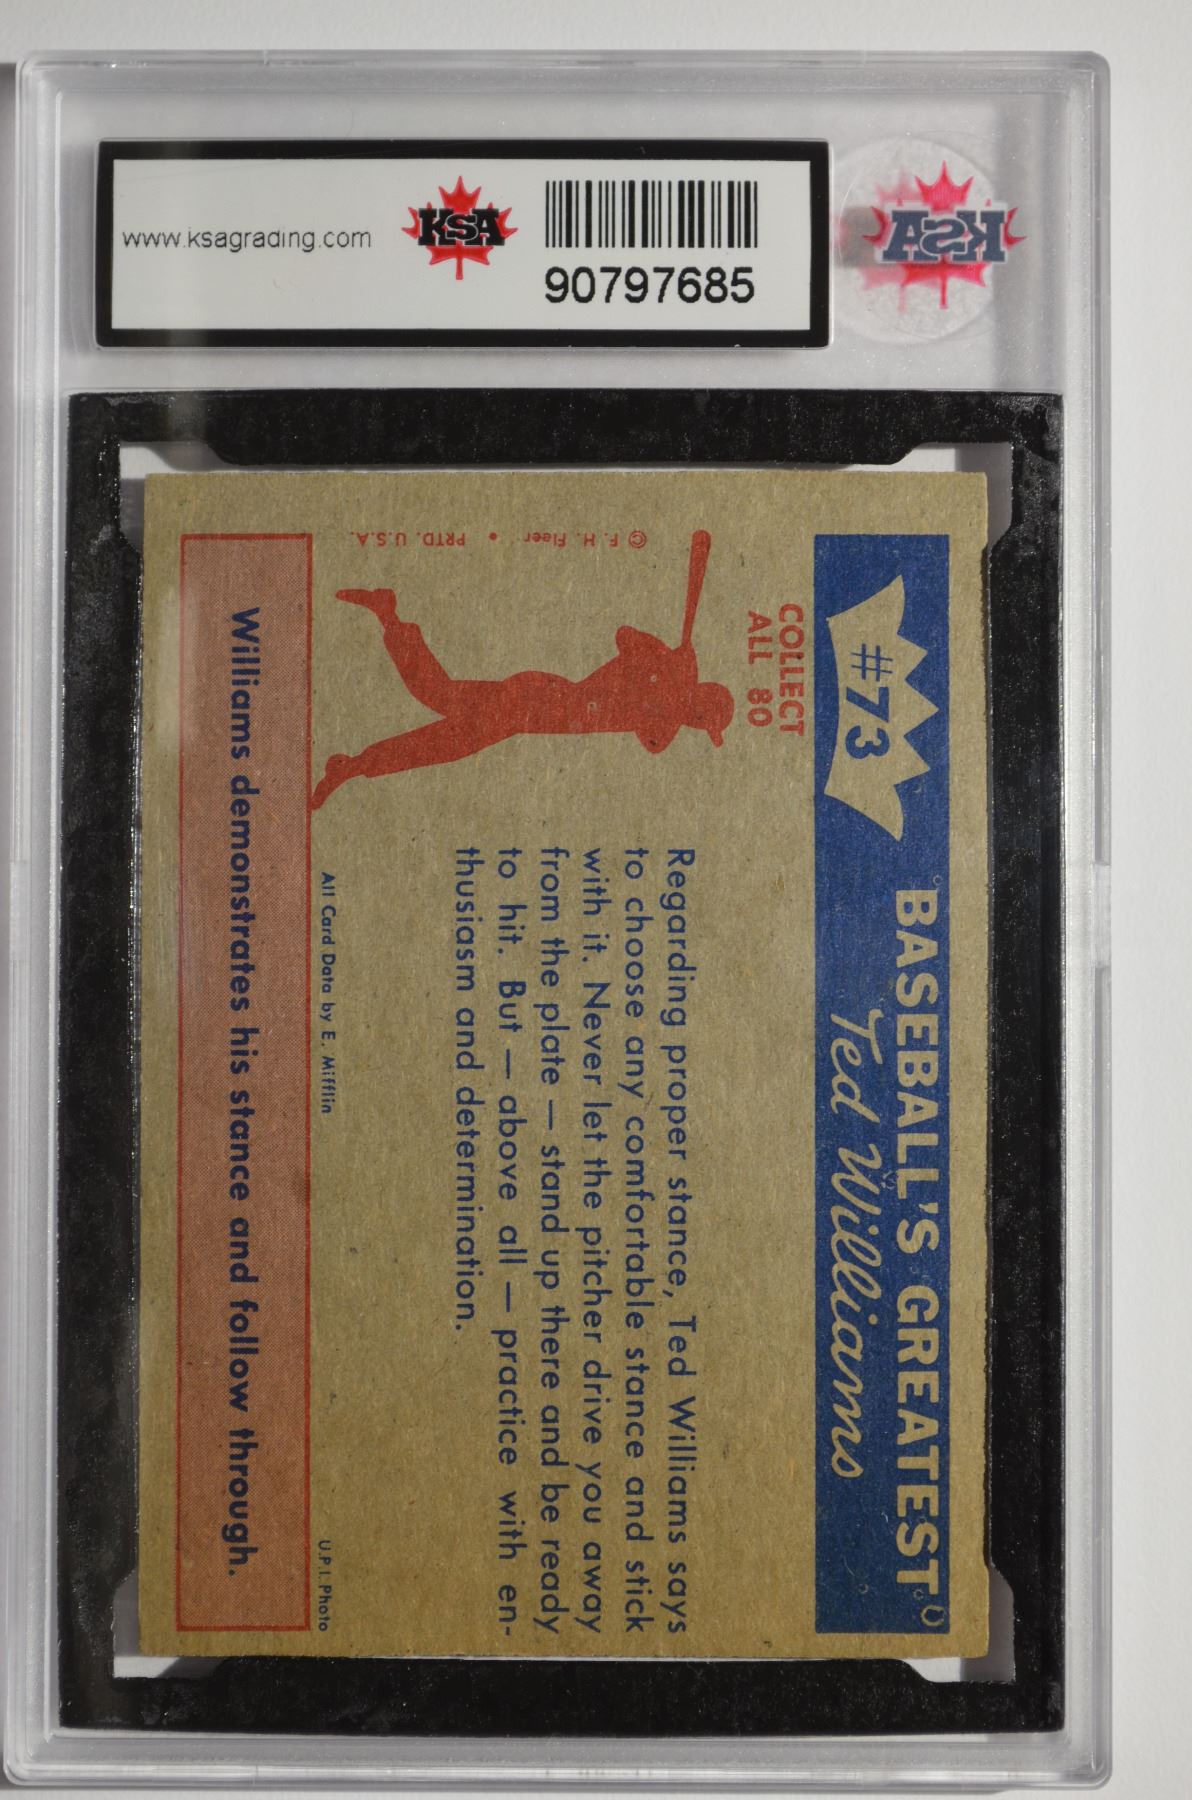 www.ksagrading.com
KSA
90797685
KSA
#73
BASEBALL'S GREATEST
Ted Williams
COLLECT
ALL 80
© F. H. Fleer • PRTD. U.S.A.
Regarding proper stance, Ted Williams says
to choose any comfortable stance and stick
with it. Never let the pitcher drive you away
from the plate — stand up there and be ready
to hit. But — above all — practice with en-
thusiasm and determination.
All Card Data by E. Mifflin
U.P.I. Photo
Williams demonstrates his stance and follow through.